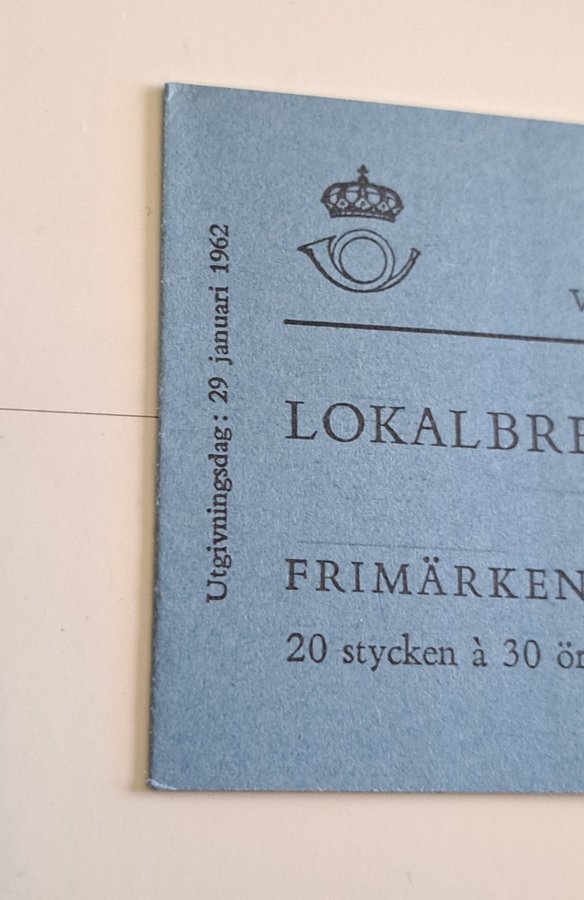 Utgivningsdag: 29 januari 1962
LOKALBRE
FRIMÄRKEN
20 stycken à 30 ör